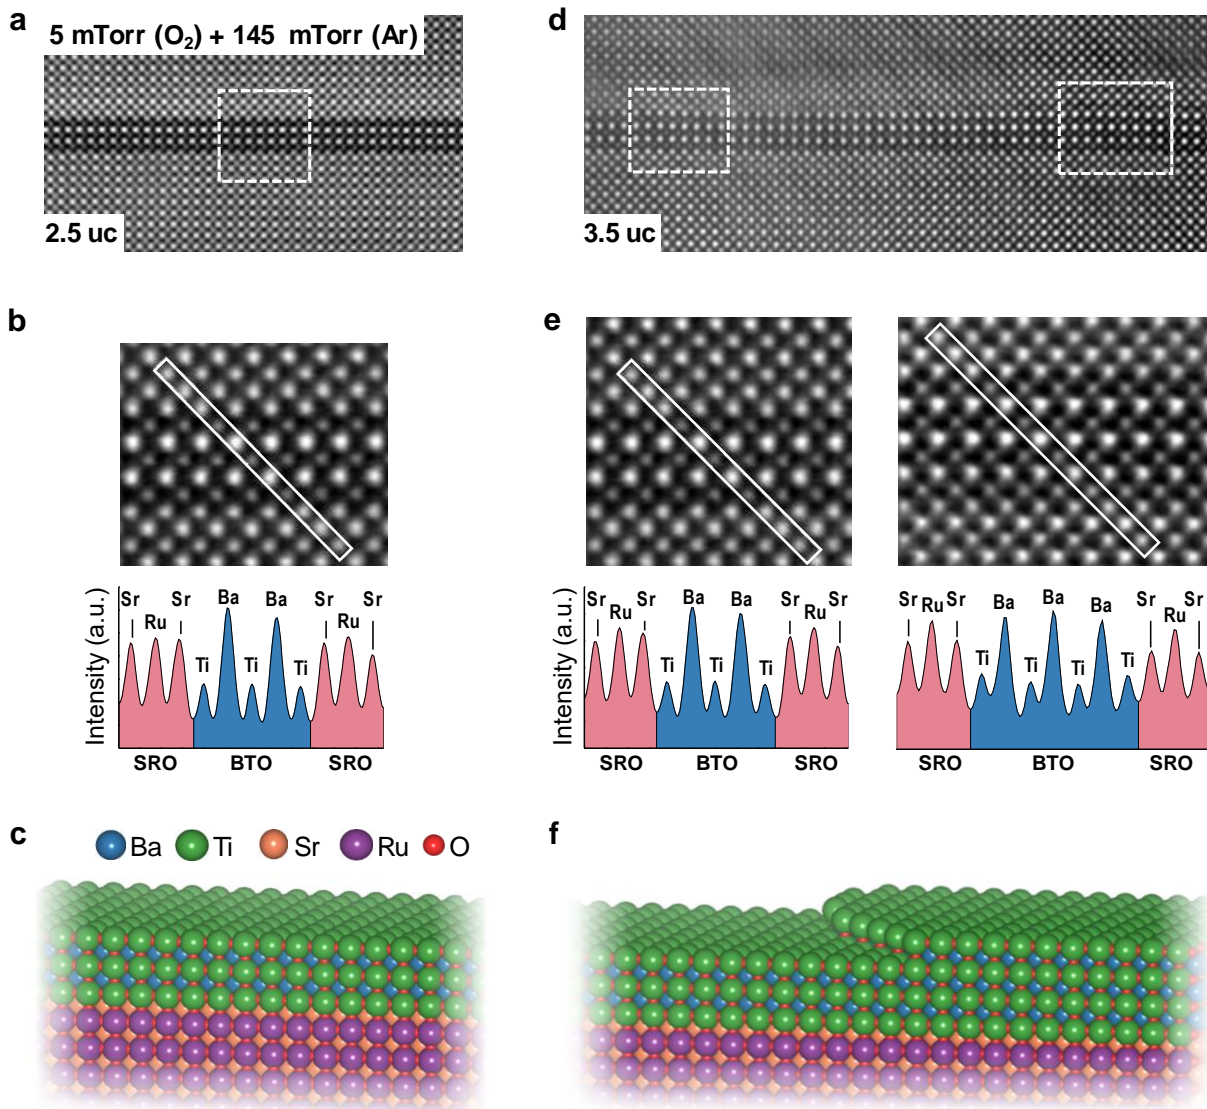 a
5 mTorr (O₂) + 145 mTorr (Ar)
2.5 uc
d
3.5 uc
b
Sr Ru Sr Ba Ba Sr Ru Sr
Ti Ti Ti
Intensity (a.u.)
SRO BTO SRO
e
Sr Ru Sr Ba Ba Sr Ru Sr
Ti Ti Ti
Intensity (a.u.)
SRO BTO SRO
Sr Ru Sr Ba Ba Ba Sr Ru Sr
Ti Ti Ti Ti
SRO BTO SRO
c
Ba Ti Sr Ru O
f